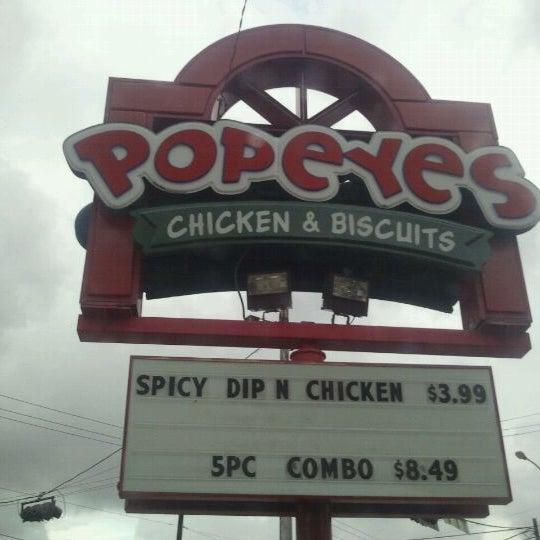 POPEYES
CHICKEN & BISCUITS
SPICY DIP N CHICKEN $3.99
5PC COMBO $8.49